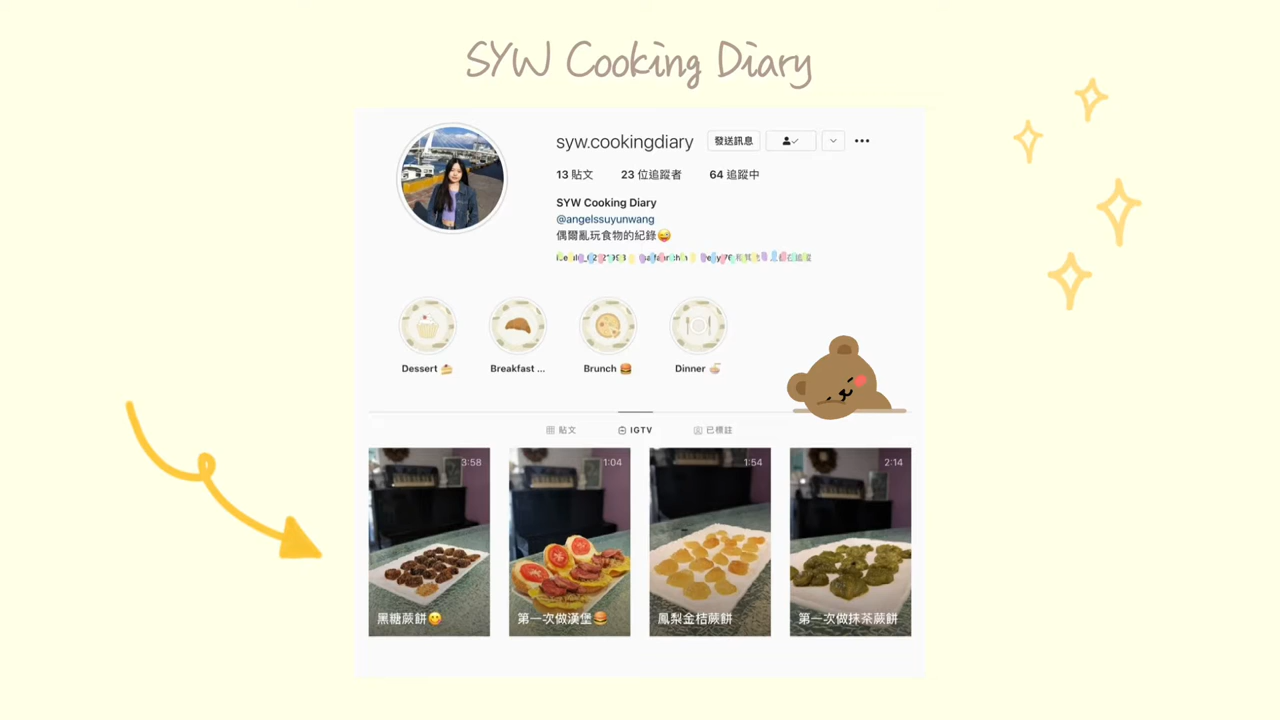 SYW Cooking Diary
syw.cookingdiary 發送訊息
13 貼文 23 位追蹤者 64 追蹤中
SYW Cooking Diary
@angelssuyunwang
偶爾亂玩食物的紀錄
Dessert Breakfast ... Brunch Dinner
貼文 IGTV 已標註
3:58 1:04 1:54 2:14
黑糖蕨餅 第一次做漢堡 鳳梨金桔蕨餅 第一次做抹茶蕨餅